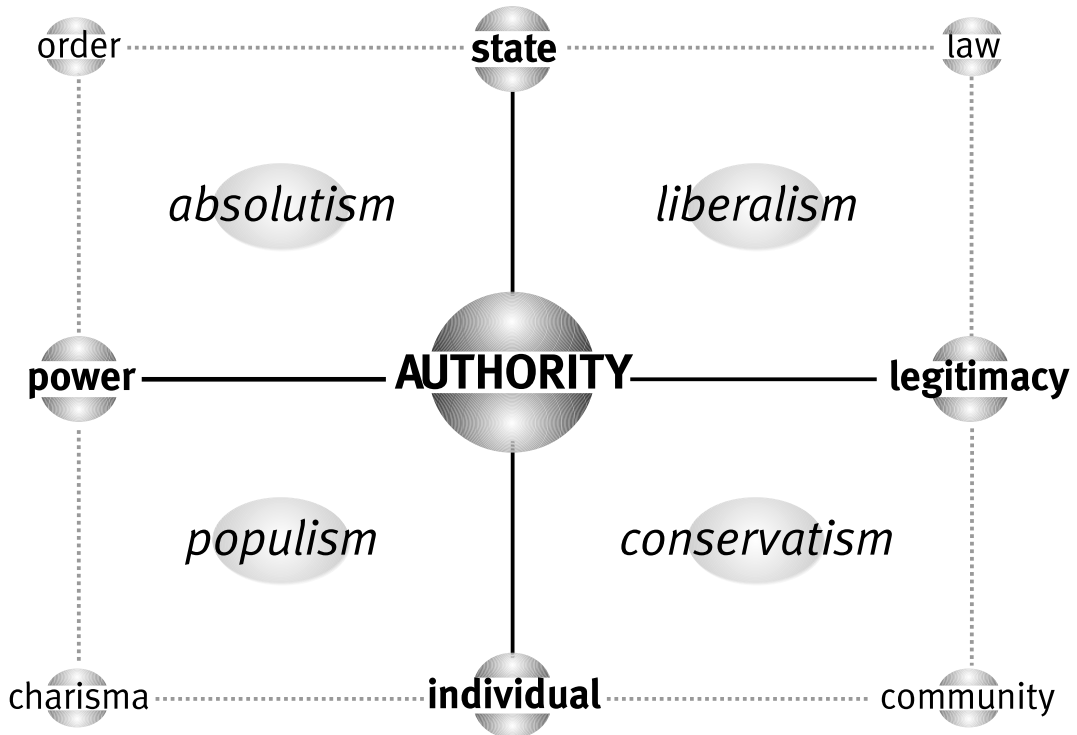 order
state
law
absolutism
liberalism
power
AUTHORITY
legitimacy
populism
conservatism
charisma
individual
community